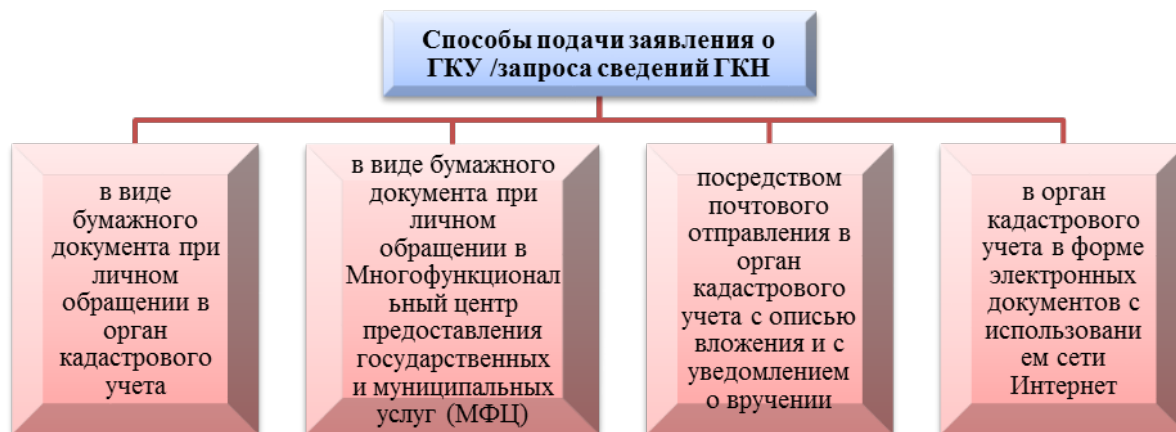 Способы подачи заявления о
ГКУ /запроса сведений ГКН
в виде
бумажного
документа при
личном
обращении в
орган
кадастрового
учета
в виде бумажного
документа при
личном
обращении в
Многофункционал
ьный центр
предоставления
государственных
и муниципальных
услуг (МФЦ)
посредством
почтового
отправления в
орган
кадастрового
учета с описью
вложения и с
уведомлением
о вручении
в орган
кадастрового
учета в форме
электронных
документов с
использовани
ем сети
Интернет